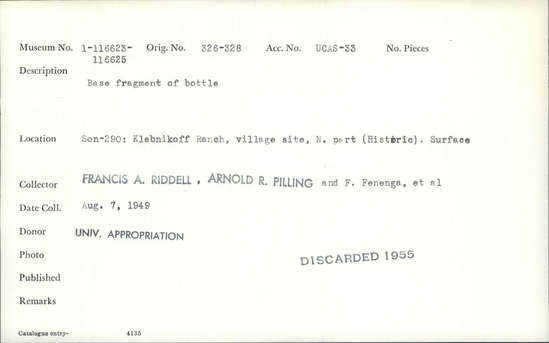 Museum No. 1-116623- Orig. No. 326-328 Acc. No. UCAS-33 No. Pieces
116625
Description
Base fragment of bottle
Location Son-290: Klebnikoff Ranch, village site, N. part (Historic). Surface
Collector FRANCIS A. RIDDELL, ARNOLD R. PILLING and F. Fenenga, et al
Date Coll. Aug. 7, 1949
Donor UNIV. APPROPRIATION
Photo DISCARDED 1955
Published
Remarks
Catalogue entry- 4135